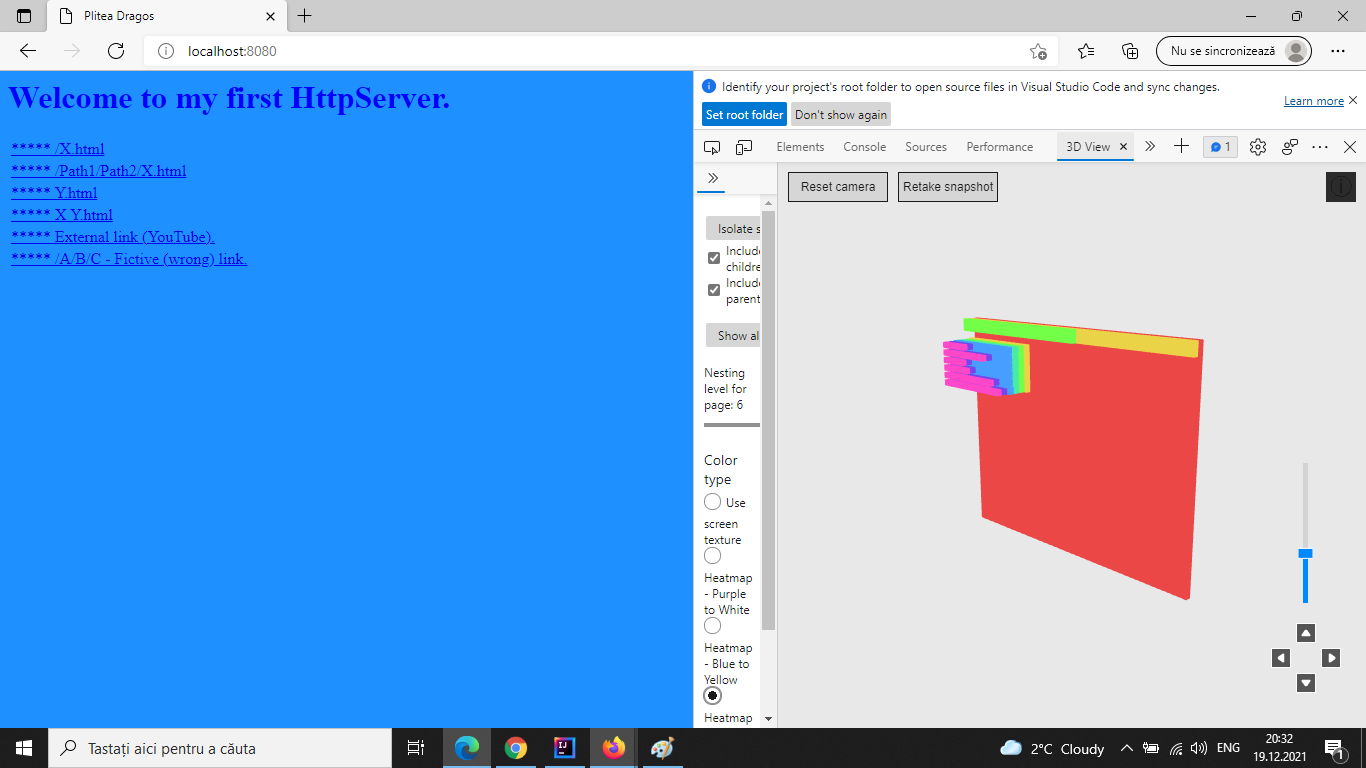 Plitea Dragos
localhost:8080
Nu se sincronizează
Welcome to my first HttpServer.
***** /X.html
***** /Path1/Path2/X.html
***** Y.html
***** X Y.html
***** External link (YouTube).
***** /A/B/C - Fictive (wrong) link.
Identify your project's root folder to open source files in Visual Studio Code and sync changes.
Learn more
Set root folder
Don't show again
Elements
Console
Sources
Performance
3D View
1
Reset camera
Retake snapshot
Isolate s
Include
childre
Include
parent
Show al
Nesting
level for
page: 6
Color
type
Use
screen
texture
Heatmap
- Purple
to White
Heatmap
- Blue to
Yellow
Heatmap
Tastați aici pentru a căuta
IJ
2°C Cloudy
ENG
20:32
19.12.2021
1